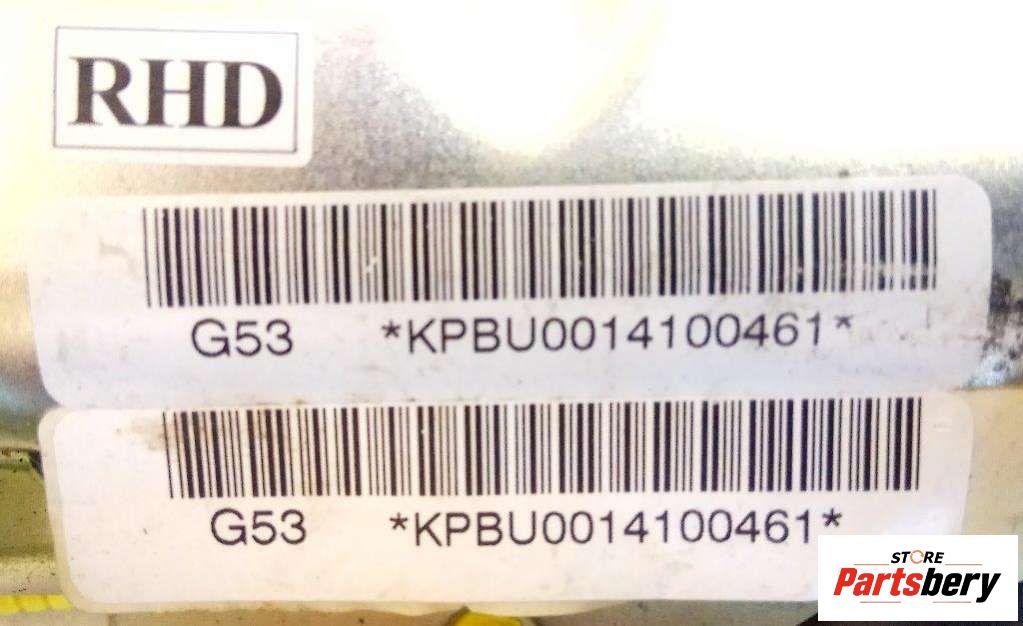 RHD
G53 *KPBU0014100461*
G53 *KPBU0014100461*
STORE
Partsbery